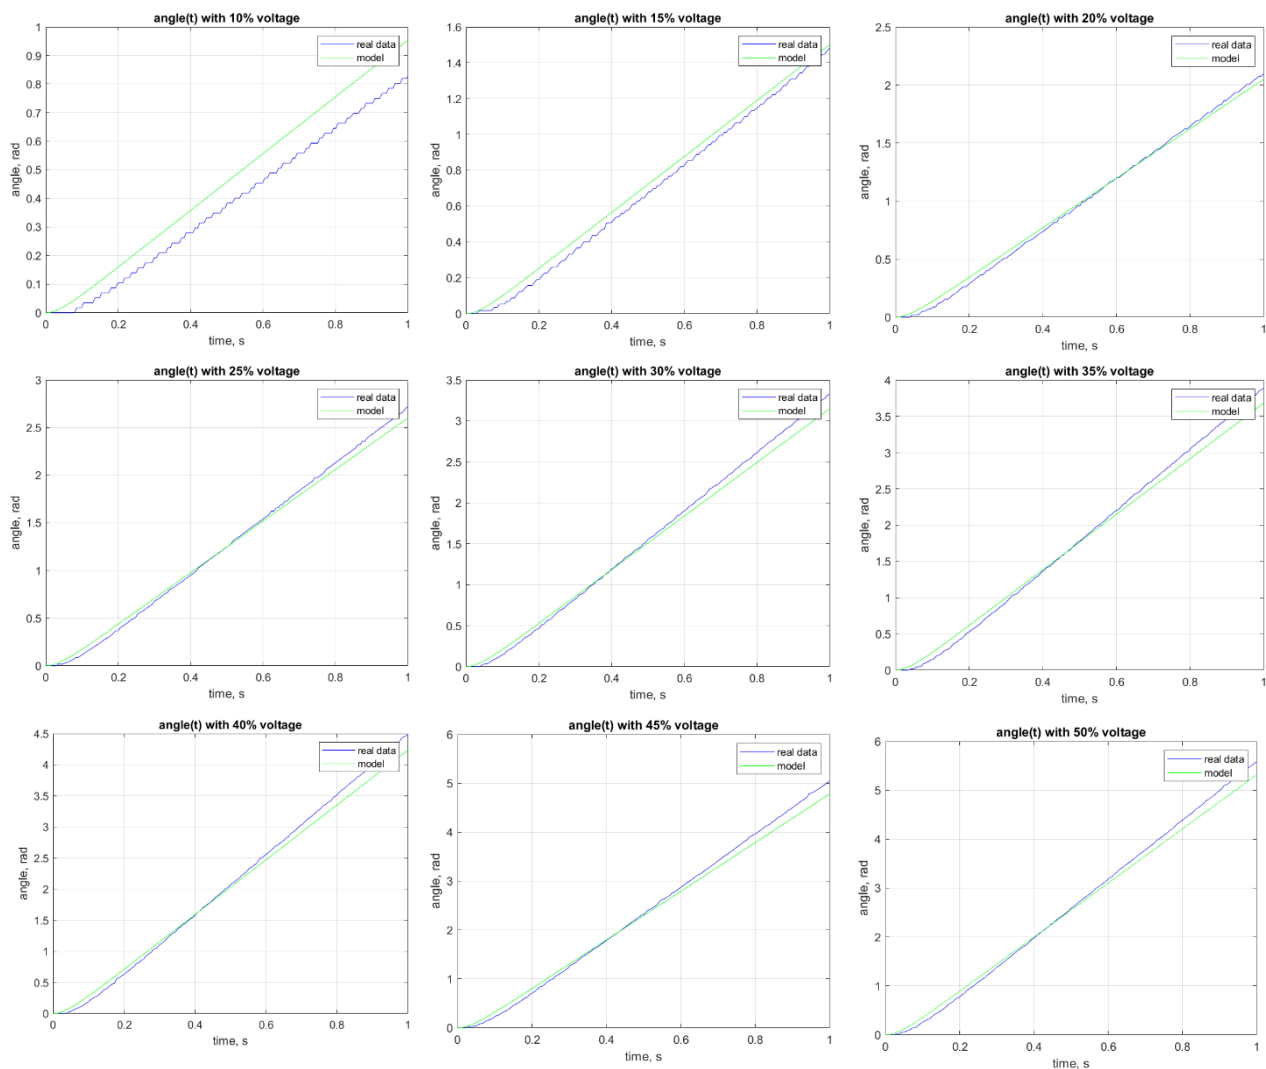 angle(t) with 10% voltage
real data
model
1
0.9
0.8
0.7
0.6
0.5
0.4
0.3
0.2
0.1
0
angle, rad
0 0.2 0.4 0.6 0.8 1
time, s
angle(t) with 15% voltage
real data
model
1.6
1.4
1.2
1
0.8
0.6
0.4
0.2
0
angle, rad
0 0.2 0.4 0.6 0.8 1
time, s
angle(t) with 20% voltage
real data
model
2.5
2
1.5
1
0.5
0
angle, rad
0 0.2 0.4 0.6 0.8 1
time, s
angle(t) with 25% voltage
real data
model
3
2.5
2
1.5
1
0.5
0
angle, rad
0 0.2 0.4 0.6 0.8 1
time, s
angle(t) with 30% voltage
real data
model
3.5
3
2.5
2
1.5
1
0.5
0
angle, rad
0 0.2 0.4 0.6 0.8 1
time, s
angle(t) with 35% voltage
real data
model
4
3.5
3
2.5
2
1.5
1
0.5
0
angle, rad
0 0.2 0.4 0.6 0.8 1
time, s
angle(t) with 40% voltage
real data
model
4.5
4
3.5
3
2.5
2
1.5
1
0.5
0
angle, rad
0 0.2 0.4 0.6 0.8 1
time, s
angle(t) with 45% voltage
real data
model
6
5
4
3
2
1
0
angle, rad
0 0.2 0.4 0.6 0.8 1
time, s
angle(t) with 50% voltage
real data
model
6
5
4
3
2
1
0
angle, rad
0 0.2 0.4 0.6 0.8 1
time, s